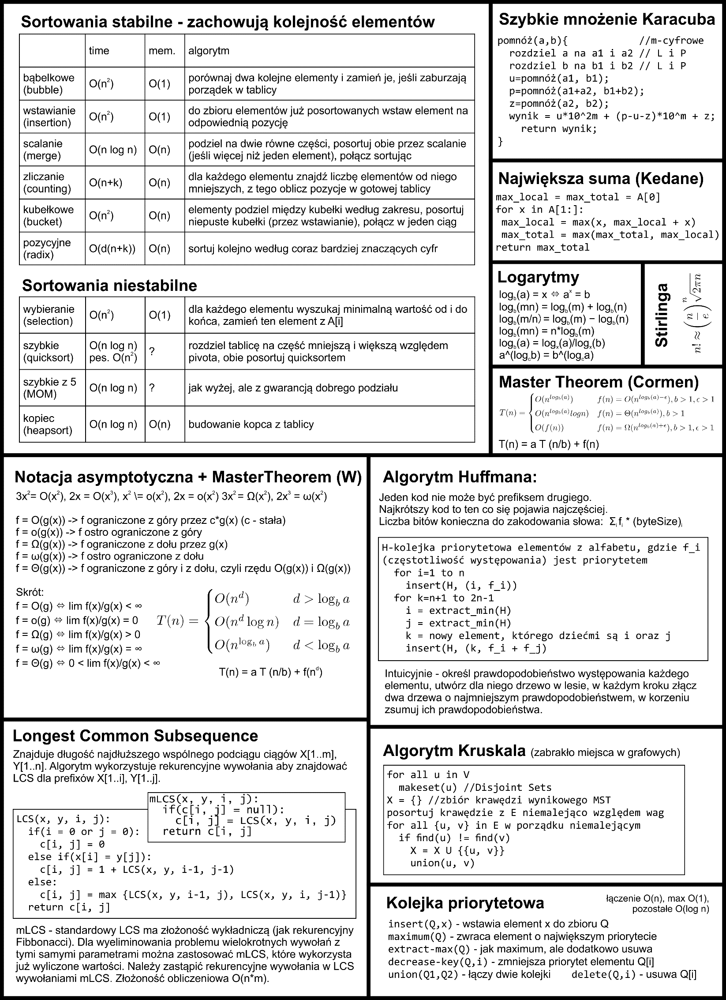 Sortowania stabilne - zachowują kolejność elementów
time mem. algorytm
bąbelkowe (bubble) O(n²) O(1) porównaj dwa kolejne elementy i zamień je, jeśli zaburzają porządek w tablicy
wstawianie (insertion) O(n²) O(1) do zbioru elementów już posortowanych wstaw element na odpowiednią pozycję
scalanie (merge) O(n log n) O(n) podziel na dwie równe części, posortuj obie przez scalanie (jeśli więcej niż jeden element), połącz sortując
zliczanie (counting) O(n+k) O(n) dla każdego elementu znajdź liczbę elementów od niego mniejszych, z tego oblicz pozycje w gotowej tablicy
kubełkowe (bucket) O(n²) O(n) elementy podziel między kubełki według zakresu, posortuj niepuste kubełki (przez wstawianie), połącz w jeden ciąg
pozycyjne (radix) O(d(n+k)) O(n) sortuj kolejno według coraz bardziej znaczących cyfr
Sortowania niestabilne
wybieranie (selection) O(n²) O(1) dla każdego elementu wyszukaj minimalną wartość od i do końca, zamień ten element z A[i]
szybkie (quicksort) O(n log n) pes. O(n²) ? rozdziel tablicę na część mniejszą i większą względem pivota, obie posortuj quicksortem
szybkie z 5 (MOM) O(n log n) ? jak wyżej, ale z gwarancją dobrego podziału
kopiec (heapsort) O(n log n) O(n) budowanie kopca z tablicy
Szybkie mnożenie Karacuba
pomnóż(a,b){ //m-cyfrowe
rozdziel a na a1 i a2 // L i P
rozdziel b na b1 i b2 // L i P
u=pomnóż(a1, b1);
p=pomnóż(a1+a2, b1+b2);
z=pomnóż(a2, b2);
wynik = u*10^2m + (p-u-z)*10^m + z;
return wynik;
}
Największa suma (Kedane)
max_local = max_total = A[0]
for x in A[1:]:
max_local = max(x, max_local + x)
max_total = max(max_total, max_local)
return max_total
Logarytmy
log_b(a) = x ⇔ a^x = b
log_b(mn) = log_b(m) + log_b(n)
log_b(m/n) = log_b(m) − log_b(n)
log_b(mn) = n*log_b(m)
log_b(a) = log_x(a)/log_x(b)
a^(log_c b) = b^(log_c a)
Stirlinga
n! ≈ (n/e)^n √2πn
Master Theorem (Cormen)
T(n) = { O(n^{log_b(a)}) f(n) = O(n^{log_b(a)−ϵ}), b > 1, ϵ > 1
O(n^{log_b(a)}logn) f(n) = Θ(n^{log_b(a)}), b > 1
O(f(n)) f(n) = Ω(n^{log_b(a)+ϵ}), b > 1, ϵ > 1
T(n) = a T (n/b) + f(n)
Notacja asymptotyczna + MasterTheorem (W)
3x²= O(x²), 2x = O(x³), x² \= o(x²), 2x = o(x²) 3x² = Ω(x²), 2x³ = ω(x²)
f = O(g(x)) -> f ograniczone z góry przez c*g(x) (c - stała)
f = o(g(x)) -> f ostro ograniczone z góry
f = Ω(g(x)) -> f ograniczone z dołu przez g(x)
f = ω(g(x)) -> f ostro ograniczone z dołu
f = Θ(g(x)) -> f ograniczone z góry i z dołu, czyli rzędu O(g(x)) i Ω(g(x))
Skrót:
f = O(g) ⇔ lim f(x)/g(x) < ∞
f = o(g) ⇔ lim f(x)/g(x) = 0
f = Ω(g) ⇔ lim f(x)/g(x) > 0
f = ω(g) ⇔ lim f(x)/g(x) = ∞
f = Θ(g) ⇔ 0 < lim f(x)/g(x) < ∞
T(n) = { O(n^d) d > log_b a
O(n^d log n) d = log_b a
O(n^{log_b a}) d < log_b a
T(n) = a T (n/b) + f(n^d)
Algorytm Huffmana:
Jeden kod nie może być prefiksem drugiego.
Najkrótszy kod to ten co się pojawia najczęściej.
Liczba bitów konieczna do zakodowania słowa: Σ_i f_i * (byteSize)_i
H-kolejka priorytetowa elementów z alfabetu, gdzie f_i
(częstotliwość występowania) jest priorytetem
for i=1 to n
insert(H, (i, f_i))
for k=n+1 to 2n-1
i = extract_min(H)
j = extract_min(H)
k = nowy element, którego dziećmi są i oraz j
insert(H, (k, f_i + f_j)
Intuicyjnie - określ prawdopodobieństwo występowania każdego
elementu, utwórz dla niego drzewo w lesie, w każdym kroku złącz
dwa drzewa o najmniejszym prawdopodobieństwem, w korzeniu
zsumuj ich prawdopodobieństwa.
Longest Common Subsequence
Znajduje długość najdłuższego wspólnego podciągu ciągów X[1..m],
Y[1..n]. Algorytm wykorzystuje rekurencyjne wywołania aby znajdować
LCS dla prefixów X[1..i], Y[1..j].
mLCS(x, y, i, j):
if(c[i, j] = null):
c[i, j] = LCS(x, y, i, j)
return c[i, j]
LCS(x, y, i, j):
if(i = 0 or j = 0):
c[i, j] = 0
else if(x[i] = y[j]):
c[i, j] = 1 + LCS(x, y, i-1, j-1)
else:
c[i, j] = max {LCS(x, y, i-1, j), LCS(x, y, i, j-1)}
return c[i, j]
mLCS - standardowy LCS ma złożoność wykładniczą (jak rekurencyjny
Fibbonacci). Dla wyeliminowania problemu wielokrotnych wywołań z
tymi samymi parametrami można zastosować mLCS, które wykorzysta
już wyliczone wartości. Należy zastąpić rekurencyjne wywołania w LCS
wywołaniami mLCS. Złożoność obliczeniowa O(n*m).
Algorytm Kruskala (zabrakło miejsca w grafowych)
for all u in V
makeset(u) //Disjoint Sets
X = {} //zbiór krawędzi wynikowego MST
posortuj krawędzie z E niemalejąco względem wag
for all {u, v} in E w porządku niemalejącym
if find(u) != find(v)
X = X U {{u, v}}
union(u, v)
Kolejka priorytetowa
łączenie O(n), max O(1),
pozostałe O(log n)
insert(Q,x) - wstawia element x do zbioru Q
maximum(Q) - zwraca element o największym priorytecie
extract-max(Q) - jak maximum, ale dodatkowo usuwa
decrease-key(Q,i) - zmniejsza priorytet elementu Q[i]
union(Q1,Q2) - łączy dwie kolejki delete(Q,i) - usuwa Q[i]